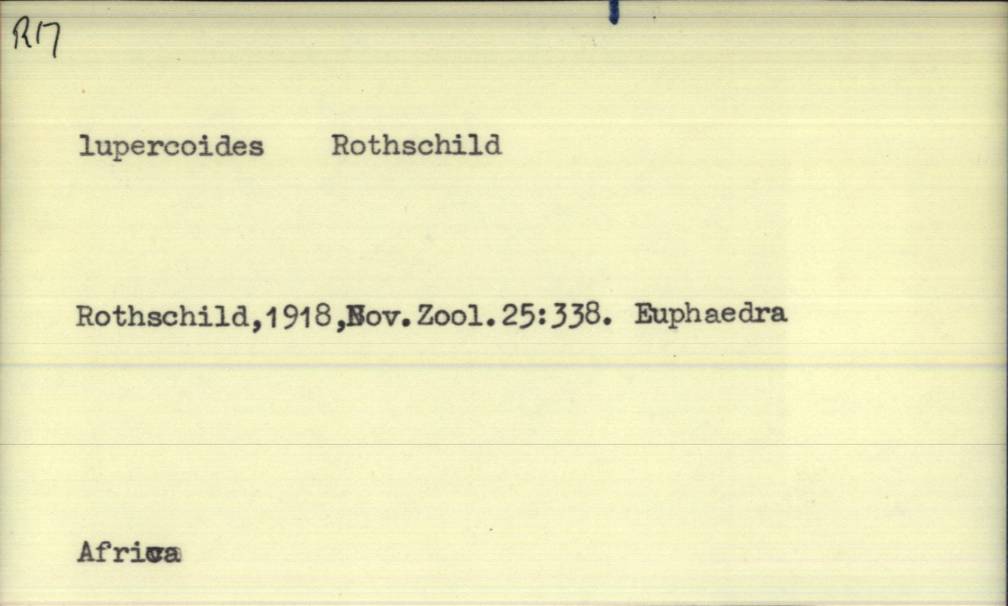 R17
lupercoides Rothschild
Rothschild,1918,Nov.Zool.25:338. Euphaedra
Africa